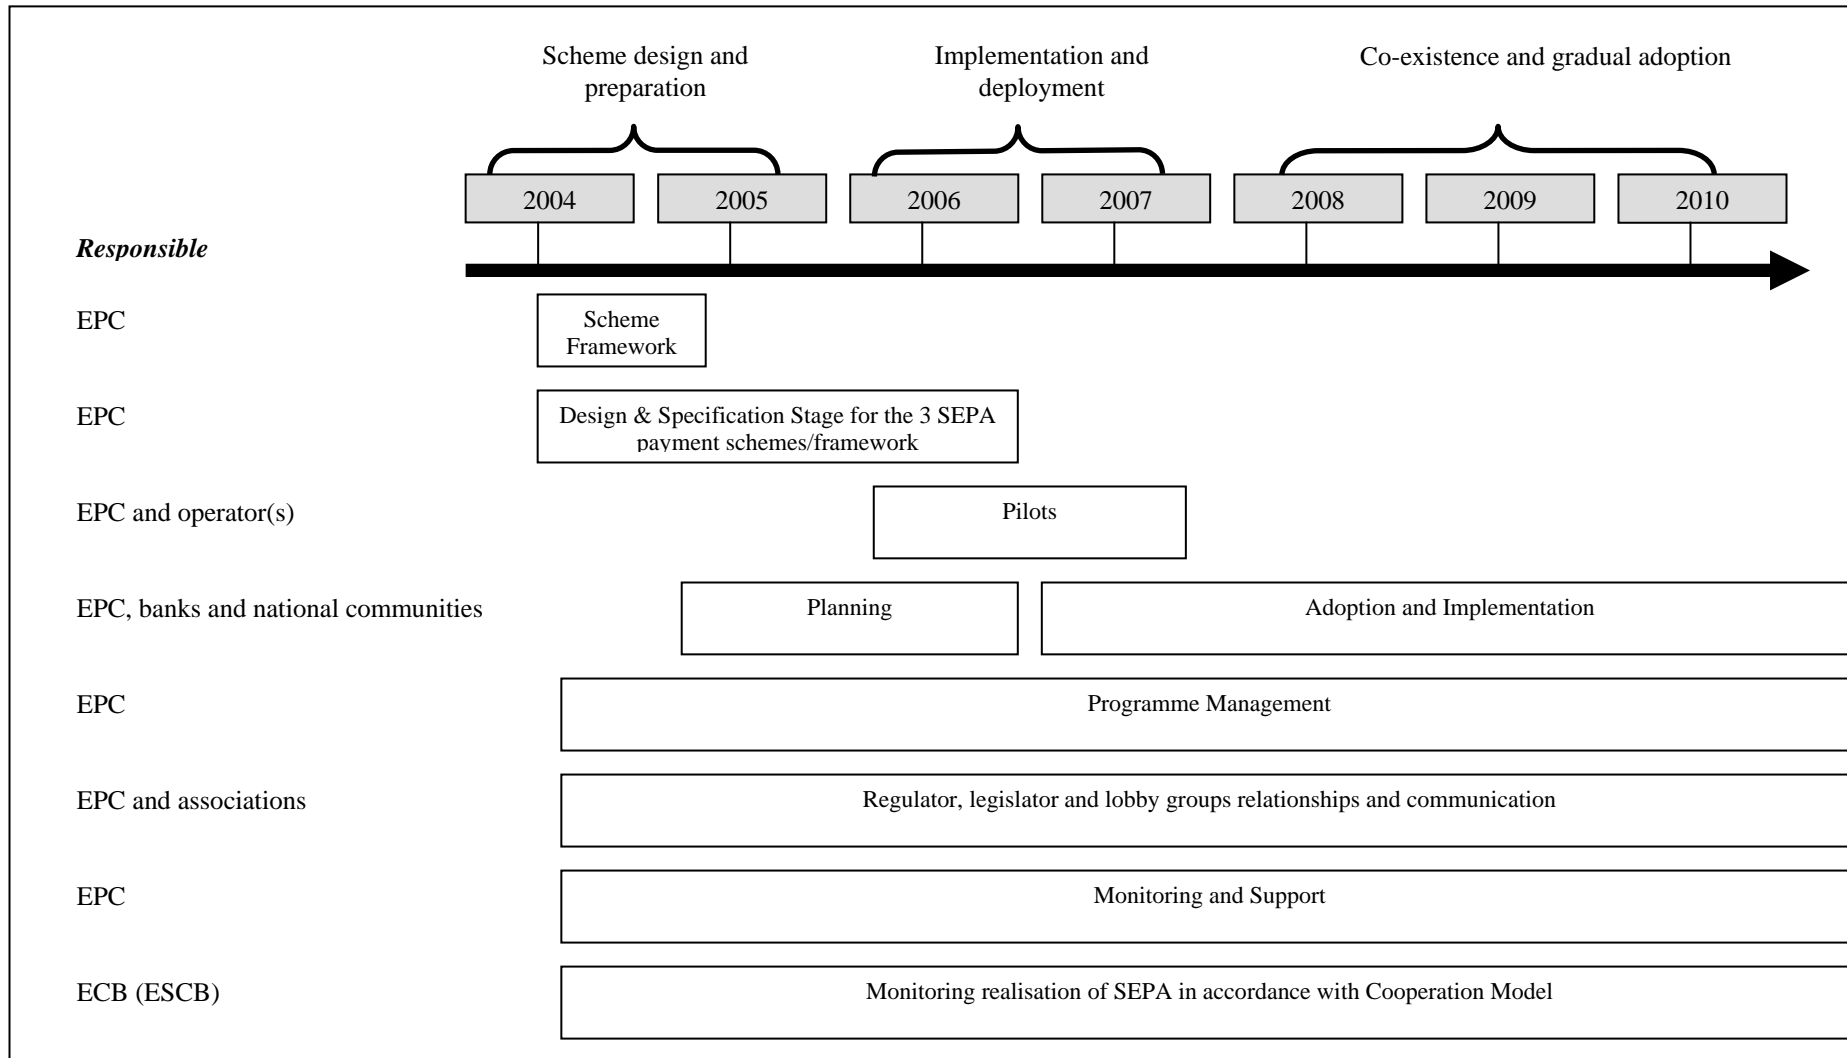 Scheme design and
preparation
Implementation and
deployment
Co-existence and gradual adoption
2004
2005
2006
2007
2008
2009
2010
Responsible
EPC
Scheme
Framework
EPC
Design & Specification Stage for the 3 SEPA
payment schemes/framework
EPC and operator(s)
Pilots
EPC, banks and national communities
Planning
Adoption and Implementation
EPC
Programme Management
EPC and associations
Regulator, legislator and lobby groups relationships and communication
EPC
Monitoring and Support
ECB (ESCB)
Monitoring realisation of SEPA in accordance with Cooperation Model